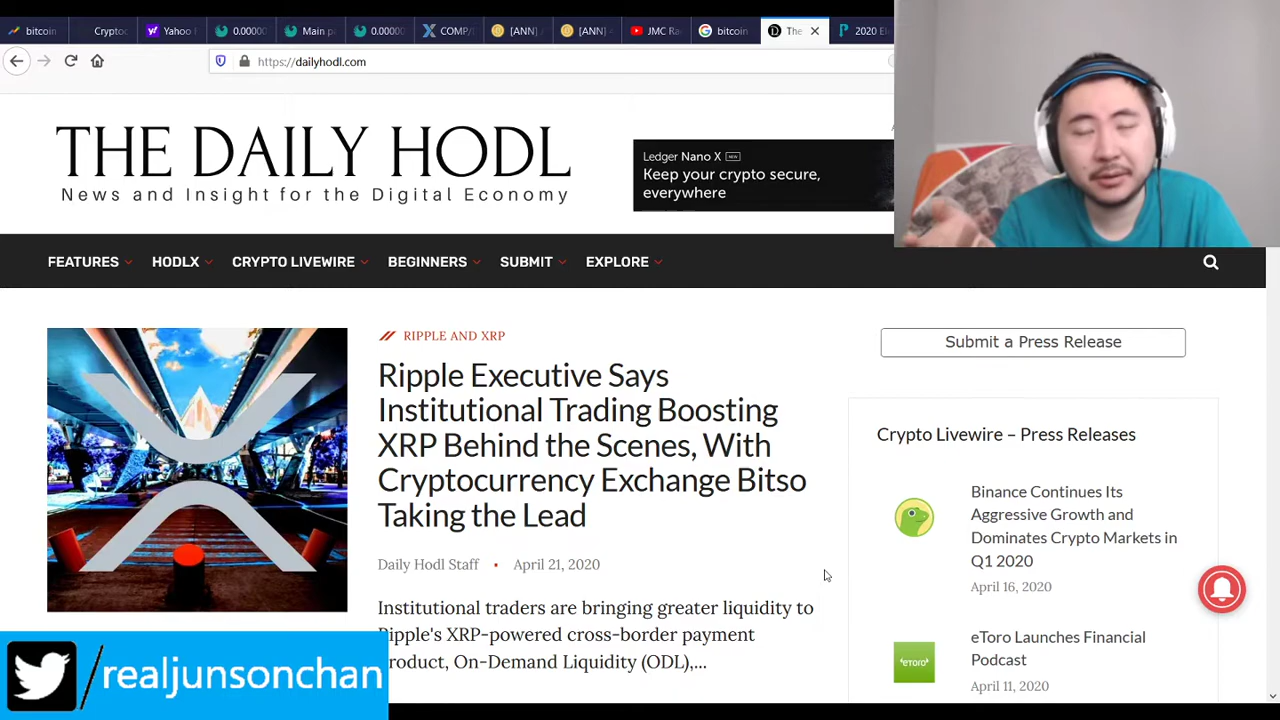 bitcoin
Cryptoc
Yahoo
0.00000
Main p
0.00000
COMP/
[ANN]
[ANN]
JMC Ra
bitcoin
The
2020 Ele
https://dailyhodl.com
THE DAILY HODL
News and Insight for the Digital Economy
Ledger Nano X NEW
Keep your crypto secure,
everywhere
FEATURES HODLX CRYPTO LIVEWIRE BEGINNERS SUBMIT EXPLORE
RIPPLE AND XRP
Ripple Executive Says
Institutional Trading Boosting
XRP Behind the Scenes, With
Cryptocurrency Exchange Bitso
Taking the Lead
Daily Hodl Staff • April 21, 2020
Institutional traders are bringing greater liquidity to
Ripple's XRP-powered cross-border payment
product, On-Demand Liquidity (ODL),...
Submit a Press Release
Crypto Livewire – Press Releases
Binance Continues Its
Aggressive Growth and
Dominates Crypto Markets in
Q1 2020
April 16, 2020
eToro
eToro Launches Financial
Podcast
April 11, 2020
/realjunsonchan